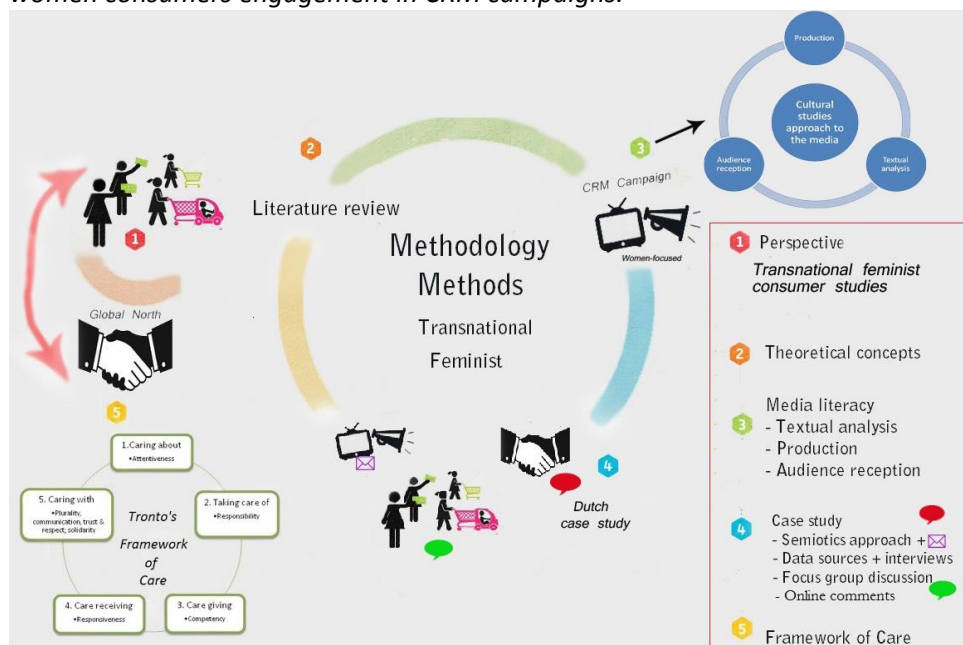 women consumers engagement in CRM campaigns.
Production
Cultural
studies
approach to
the media
Audience
reception
Textual
analysis
2
3
CRM Campaign
Literature review
Women-focused
1
Methodology
Methods
Transnational
Feminist
Global North
5
1.Caring about
•Attentiveness
5. Caring with
•Plurality,
communication, trust &
respect; solidarity
2. Taking care of
•Responsibility
Tronto's
Framework
of
Care
4. Care receiving
•Responsiveness
3. Care giving
•Competency
4
Dutch
case study
1 Perspective
Transnational feminist
consumer studies
2 Theoretical concepts
3 Media literacy
- Textual analysis
- Production
- Audience reception
4 Case study
- Semiotics approach +
- Data sources + interviews
- Focus group discussion
- Online comments
5 Framework of Care